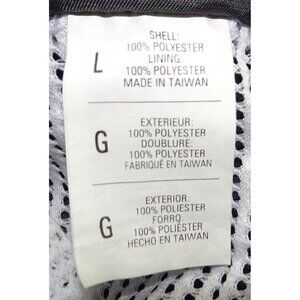 L
SHELL:
100% POLYESTER
LINING:
100% POLYESTER
MADE IN TAIWAN
G
EXTERIEUR:
100% POLYESTER
DOUBLURE:
100% POLYESTER
FABRIQUÉ EN TAIWAN
G
EXTERIOR:
100% POLIESTER
FORRO:
100% POLIÉSTER
HECHO EN TAIWAN